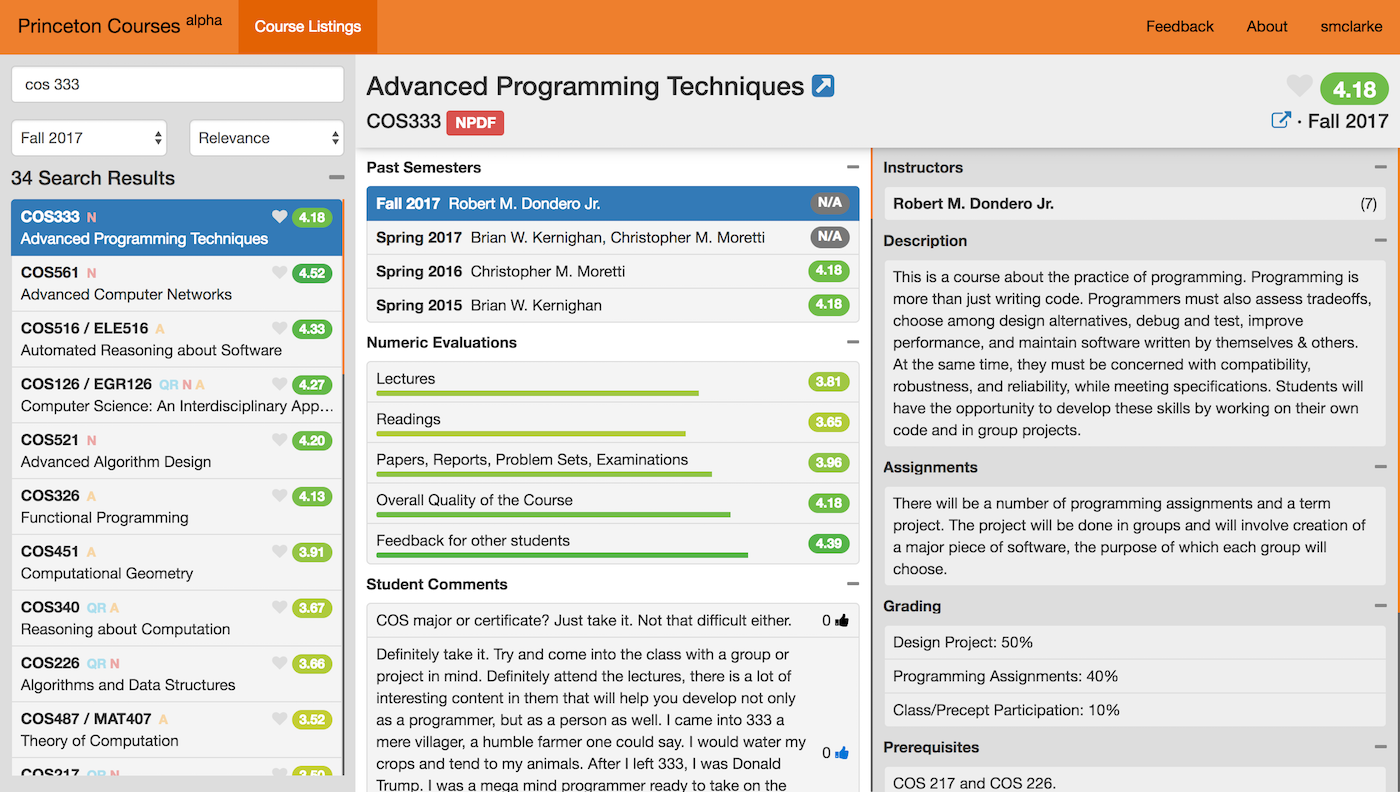 Princeton Courses alpha
Course Listings
Feedback
About
smclarke
cos 333
Fall 2017
Relevance
34 Search Results
COS333 N 4.18
Advanced Programming Techniques
COS561 N 4.52
Advanced Computer Networks
COS516 / ELE516 A 4.33
Automated Reasoning about Software
COS126 / EGR126 QR N A 4.27
Computer Science: An Interdisciplinary App...
COS521 N 4.20
Advanced Algorithm Design
COS326 A 4.13
Functional Programming
COS451 A 3.91
Computational Geometry
COS340 QR A 3.67
Reasoning about Computation
COS226 QR N 3.66
Algorithms and Data Structures
COS487 / MAT407 A 3.52
Theory of Computation
COS217 QR N 3.50
Advanced Programming Techniques
4.18
COS333 NPDF
· Fall 2017
Past Semesters
Fall 2017 Robert M. Dondero Jr. N/A
Spring 2017 Brian W. Kernighan, Christopher M. Moretti N/A
Spring 2016 Christopher M. Moretti 4.18
Spring 2015 Brian W. Kernighan 4.18
Numeric Evaluations
Lectures 3.81
Readings 3.65
Papers, Reports, Problem Sets, Examinations 3.96
Overall Quality of the Course 4.18
Feedback for other students 4.39
Student Comments
COS major or certificate? Just take it. Not that difficult either. 0
Definitely take it. Try and come into the class with a group or
project in mind. Definitely attend the lectures, there is a lot of
interesting content in them that will help you develop not only
as a programmer, but as a person as well. I came into 333 a
mere villager, a humble farmer one could say. I would water my
crops and tend to my animals. After I left 333, I was Donald
Trump. I was a mega mind programmer ready to take on the
0
Instructors
Robert M. Dondero Jr. (7)
Description
This is a course about the practice of programming. Programming is
more than just writing code. Programmers must also assess tradeoffs,
choose among design alternatives, debug and test, improve
performance, and maintain software written by themselves & others.
At the same time, they must be concerned with compatibility,
robustness, and reliability, while meeting specifications. Students will
have the opportunity to develop these skills by working on their own
code and in group projects.
Assignments
There will be a number of programming assignments and a term
project. The project will be done in groups and will involve creation of
a major piece of software, the purpose of which each group will
choose.
Grading
Design Project: 50%
Programming Assignments: 40%
Class/Precept Participation: 10%
Prerequisites
COS 217 and COS 226.